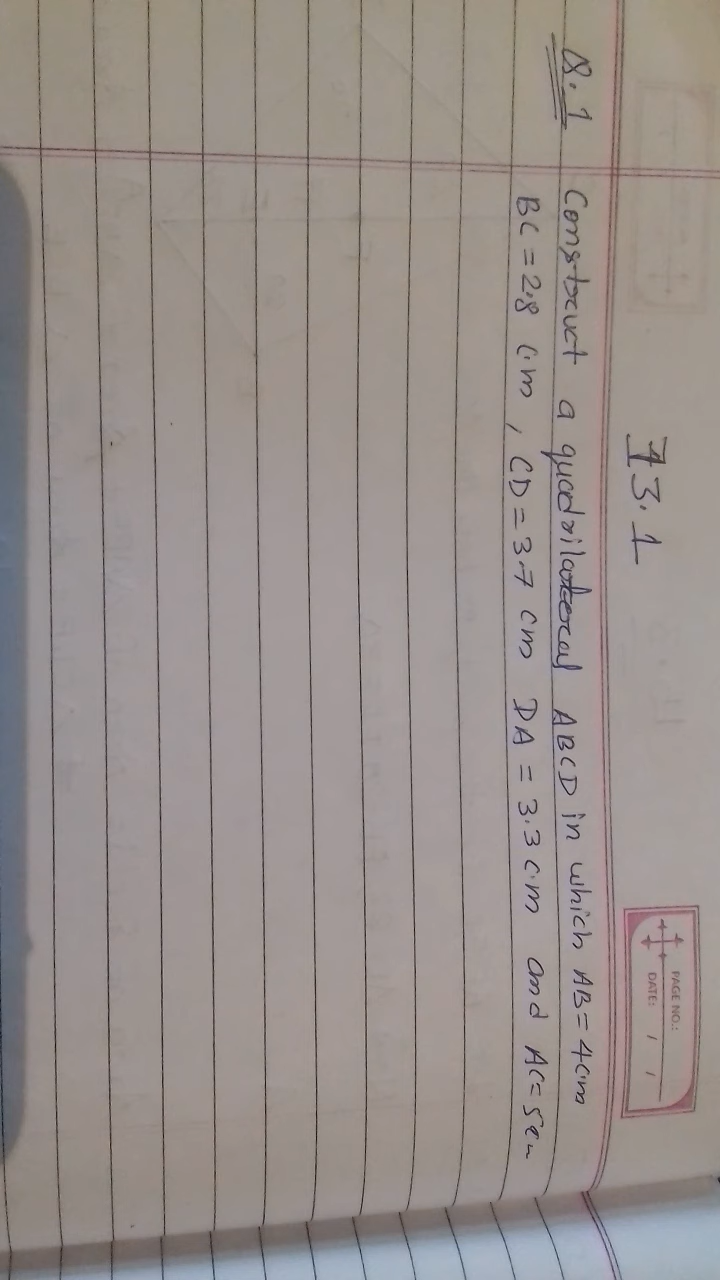 PAGE NO.:
DATE: / /
13.1
Q.1 Construct a quadrilateral ABCD in which AB = 4cm
BC = 2.8 cm, CD = 3.7 cm DA = 3.3 cm and AC = 5cm